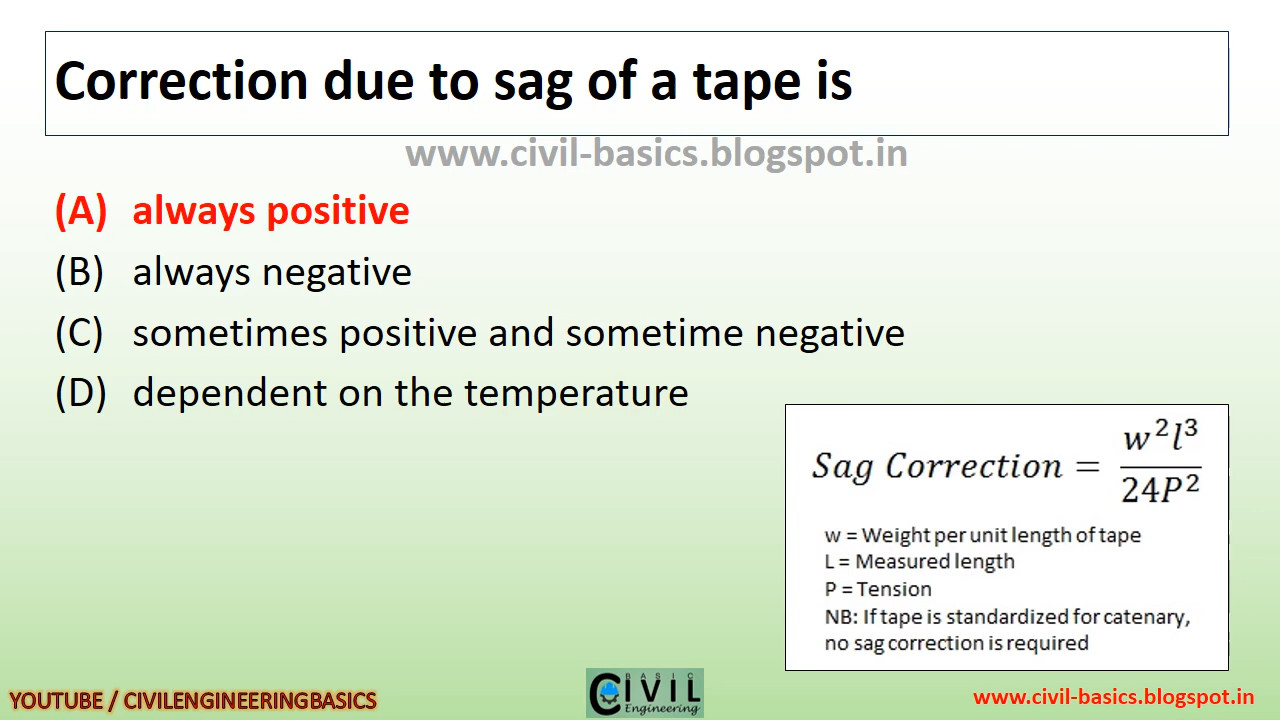 Correction due to sag of a tape is
www.civil-basics.blogspot.in
(A) always positive
(B) always negative
(C) sometimes positive and sometime negative
(D) dependent on the temperature
Sag Correction = w²l³ / 24P²
w = Weight per unit length of tape
L = Measured length
P = Tension
NB: If tape is standardized for catenary,
no sag correction is required
YOUTUBE / CIVILENGINEERINGBASICS
BASIC
CIVIL
Engineering
www.civil-basics.blogspot.in